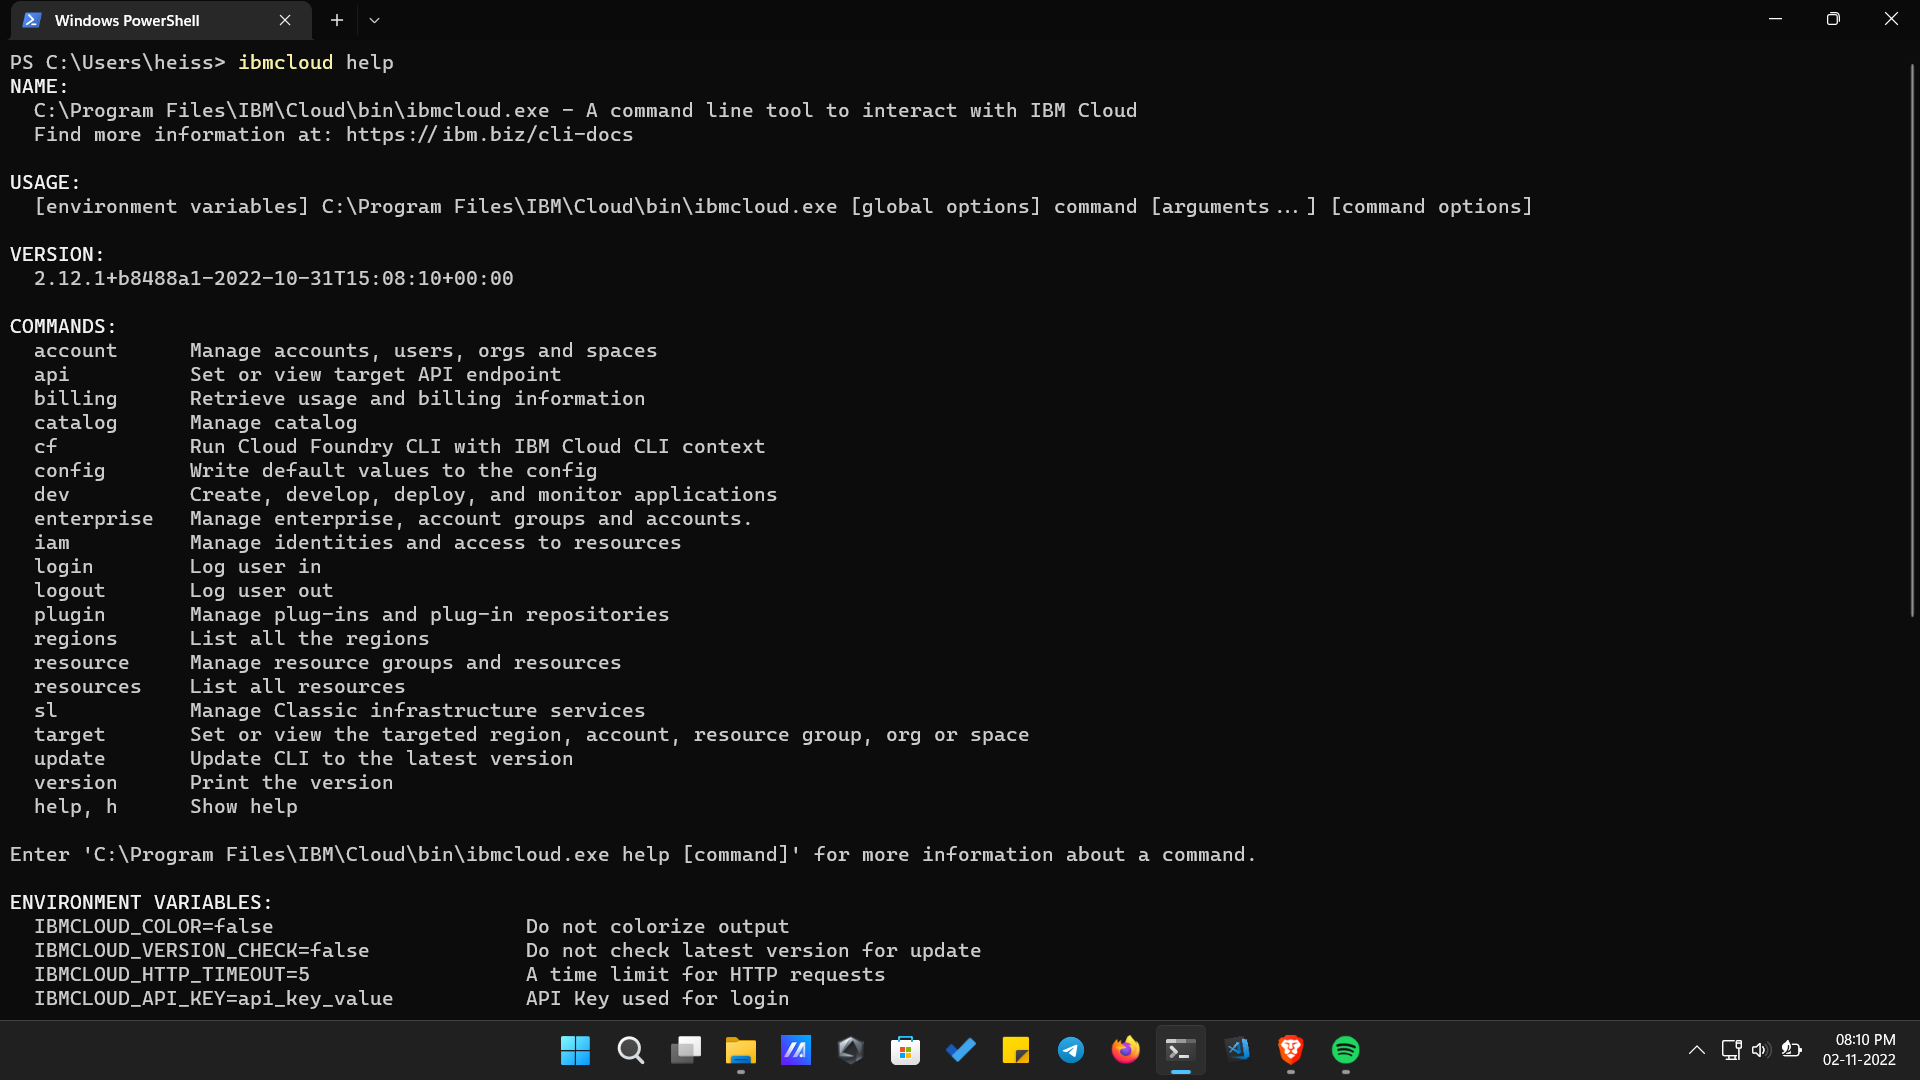 Windows PowerShell
PS C:\Users\heiss> ibmcloud help
NAME:
C:\Program Files\IBM\Cloud\bin\ibmcloud.exe - A command line tool to interact with IBM Cloud
Find more information at: https://ibm.biz/cli-docs
USAGE:
[environment variables] C:\Program Files\IBM\Cloud\bin\ibmcloud.exe [global options] command [arguments...] [command options]
VERSION:
2.12.1+b8488a1-2022-10-31T15:08:10+00:00
COMMANDS:
account Manage accounts, users, orgs and spaces
api Set or view target API endpoint
billing Retrieve usage and billing information
catalog Manage catalog
cf Run Cloud Foundry CLI with IBM Cloud CLI context
config Write default values to the config
dev Create, develop, deploy, and monitor applications
enterprise Manage enterprise, account groups and accounts.
iam Manage identities and access to resources
login Log user in
logout Log user out
plugin Manage plug-ins and plug-in repositories
regions List all the regions
resource Manage resource groups and resources
resources List all resources
sl Manage Classic infrastructure services
target Set or view the targeted region, account, resource group, org or space
update Update CLI to the latest version
version Print the version
help, h Show help
Enter 'C:\Program Files\IBM\Cloud\bin\ibmcloud.exe help [command]' for more information about a command.
ENVIRONMENT VARIABLES:
IBMCLOUD_COLOR=false Do not colorize output
IBMCLOUD_VERSION_CHECK=false Do not check latest version for update
IBMCLOUD_HTTP_TIMEOUT=5 A time limit for HTTP requests
IBMCLOUD_API_KEY=api_key_value API Key used for login
08:10 PM
02-11-2022